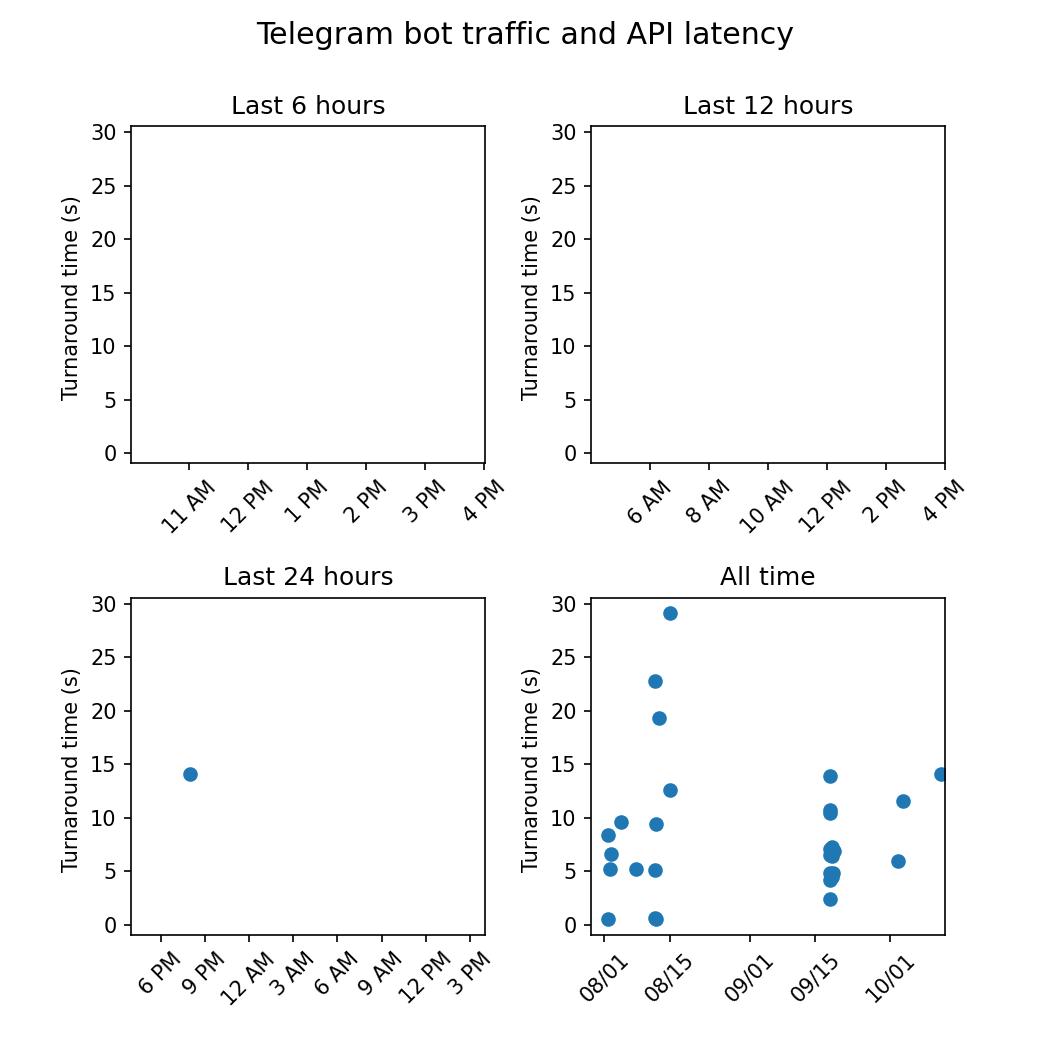 Telegram bot traffic and API latency
Last 6 hours
Turnaround time (s)
30
25
20
15
10
5
0
11 AM
12 PM
1 PM
2 PM
3 PM
4 PM
Last 12 hours
Turnaround time (s)
30
25
20
15
10
5
0
6 AM
8 AM
10 AM
12 PM
2 PM
4 PM
Last 24 hours
Turnaround time (s)
30
25
20
15
10
5
0
6 PM
9 PM
12 AM
3 AM
6 AM
9 AM
12 PM
3 PM
All time
Turnaround time (s)
30
25
20
15
10
5
0
08/01
08/15
09/01
09/15
10/01